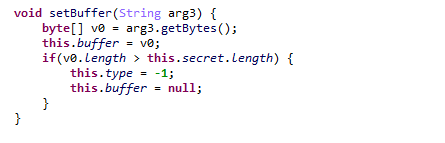 void setBuffer(String arg3) {
    byte[] v0 = arg3.getBytes();
    this.buffer = v0;
    if(v0.length > this.secret.length) {
        this.type = -1;
        this.buffer = null;
    }
}